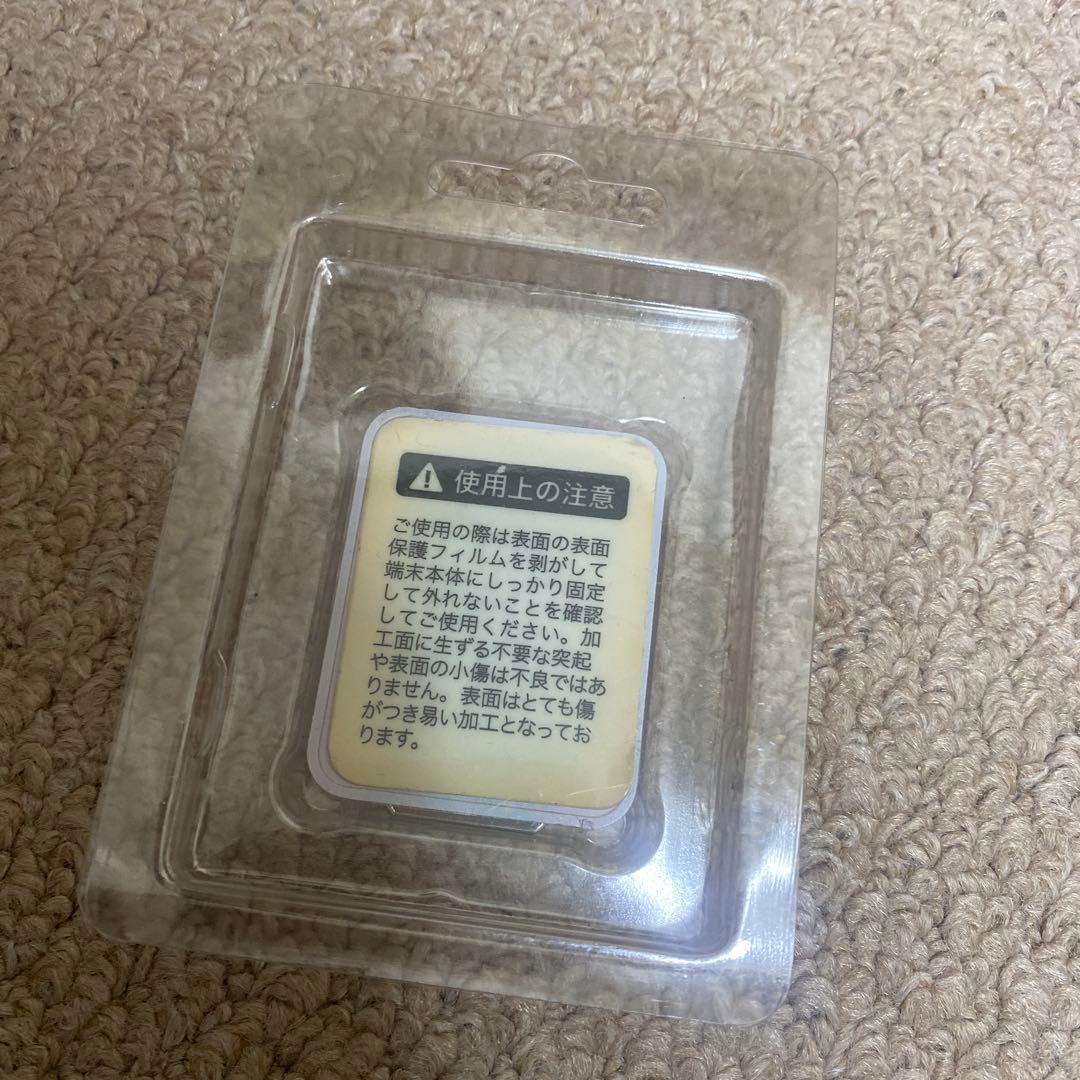 使用上の注意
ご使用の際は表面の表面
保護フィルムを剥がして
端末本体にしっかり固定
して外れないことを確認
してご使用ください。加
工面に生ずる不要な突起
や表面の小傷は不良ではあ
りません。表面はとても傷
がつき易い加工となってお
ります。